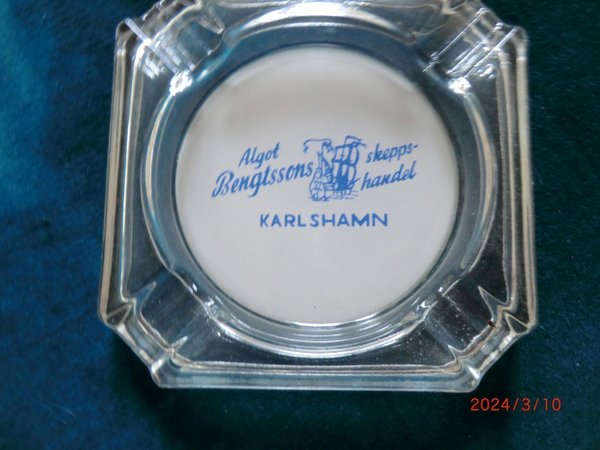 Algot skepps-
Bengtssons handel
KARLSHAMN
2024/3/10